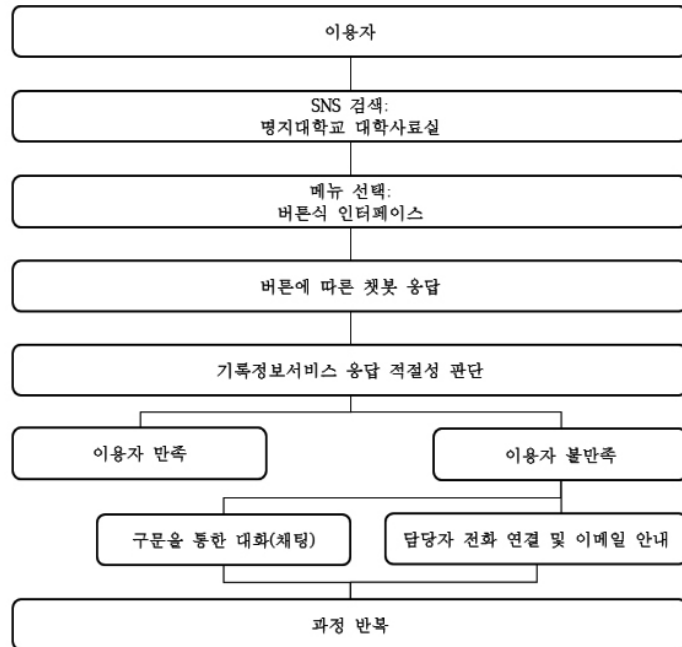 이용자
SNS 검색:
명지대학교 대학사료실
메뉴 선택:
버튼식 인터페이스
버튼에 따른 챗봇 응답
기록정보서비스 응답 적절성 판단
이용자 만족
이용자 불만족
구문을 통한 대화(채팅)
담당자 전화 연결 및 이메일 안내
과정 반복